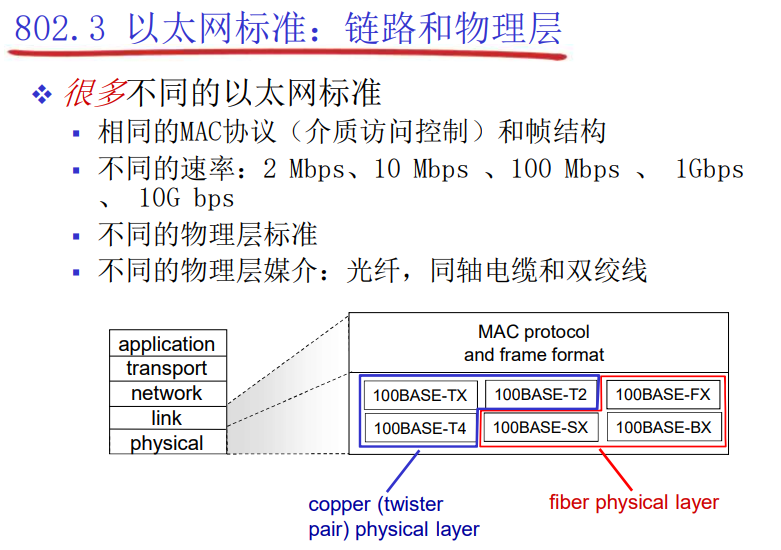 802.3 以太网标准：链路和物理层
❖ 很多不同的以太网标准
▪ 相同的MAC协议（介质访问控制）和帧结构
▪ 不同的速率：2 Mbps、10 Mbps 、100 Mbps 、 1Gbps
、 10G bps
▪ 不同的物理层标准
▪ 不同的物理层媒介：光纤，同轴电缆和双绞线
application
transport
network
link
physical
MAC protocol
and frame format
100BASE-TX 100BASE-T2 100BASE-FX
100BASE-T4 100BASE-SX 100BASE-BX
copper (twister
pair) physical layer
fiber physical layer